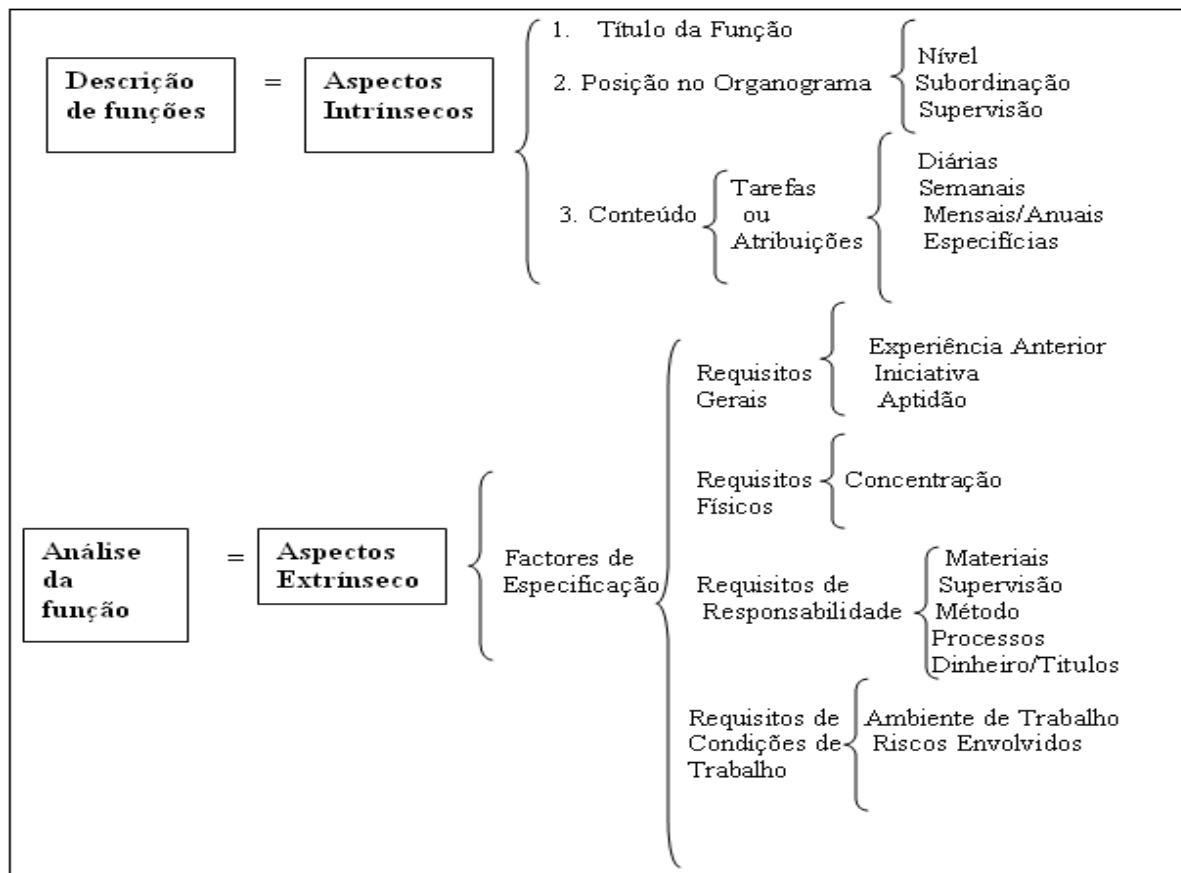 Descrição
de funções
=
Aspectos
Intrínsecos
1. Título da Função
2. Posição no Organograma
Nível
Subordinação
Supervisão
3. Conteúdo
Tarefas
ou
Atribuições
Diárias
Semanais
Mensais/Anuais
Especifícias
Análise
da
função
=
Aspectos
Extrínseco
Factores de
Especificação
Requisitos
Gerais
Experiência Anterior
Iniciativa
Aptidão
Requisitos
Físicos
Concentração
Requisitos de
Responsabilidade
Materiais
Supervisão
Método
Processos
Dinheiro/Titulos
Requisitos de
Condições de
Trabalho
Ambiente de Trabalho
Riscos Envolvidos